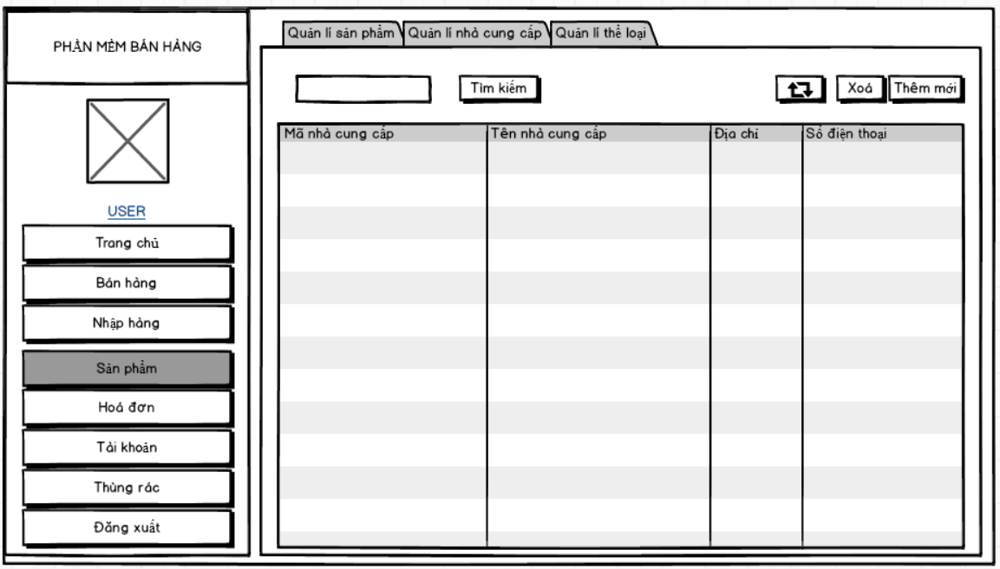 PHẦN MỀM BÁN HÀNG
USER
Trang chủ
Bán hàng
Nhập hàng
Sản phẩm
Hoá đơn
Tài khoản
Thùng rác
Đăng xuất
Quản lí sản phẩm Quản lí nhà cung cấp Quản lí thể loại
Tìm kiếm Xoá Thêm mới
Mã nhà cung cấp Tên nhà cung cấp Địa chỉ Số điện thoại